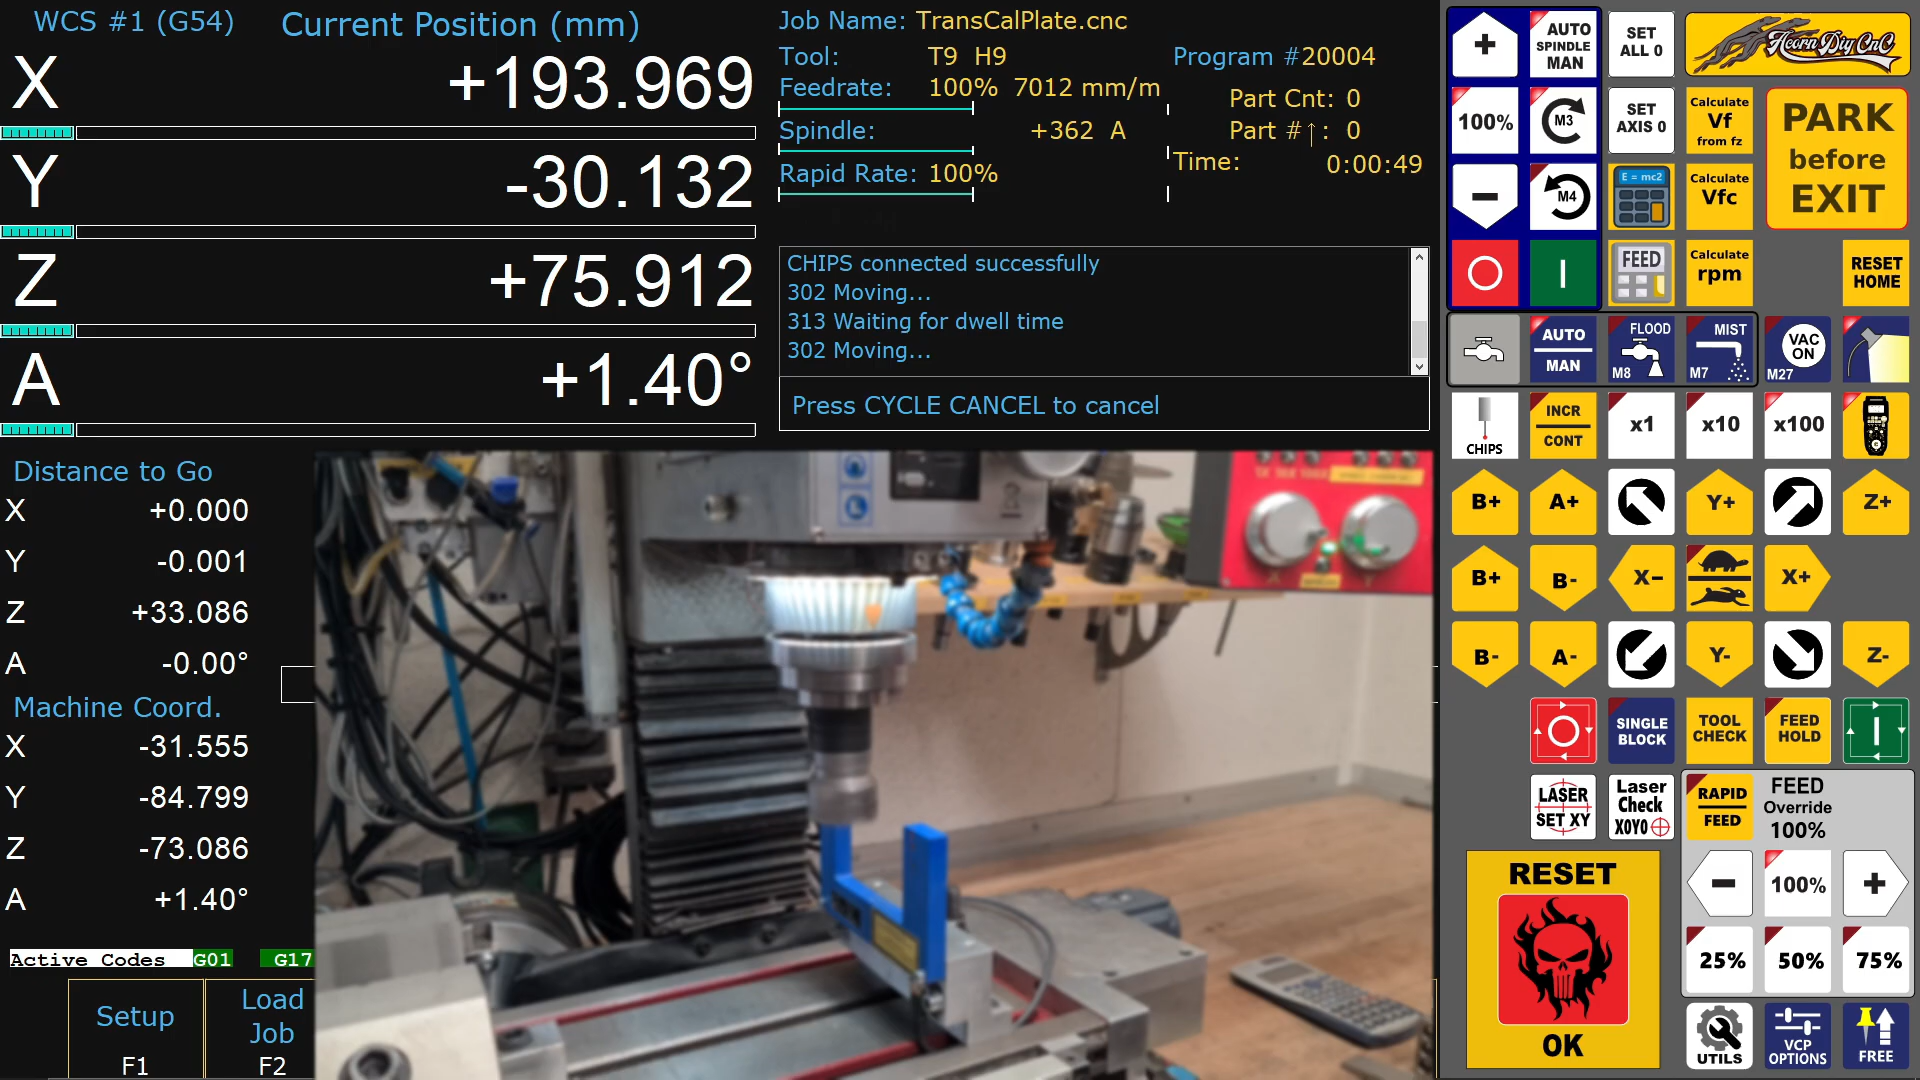 WCS #1 (G54)
Current Position (mm)
X +193.969
Y -30.132
Z +75.912
A +1.40°
Job Name: TransCalPlate.cnc
Tool: T9 H9
Feedrate: 100% 7012 mm/m
Spindle: +362 A
Rapid Rate: 100%
Program #20004
Part Cnt: 0
Part #↑: 0
Time: 0:00:49
CHIPS connected successfully
302 Moving...
313 Waiting for dwell time
302 Moving...
Press CYCLE CANCEL to cancel
Distance to Go
X +0.000
Y -0.001
Z +33.086
A -0.00°
Machine Coord.
X -31.555
Y -84.799
Z -73.086
A +1.40°
Active Codes G01 G17
Setup
F1
Load
Job
F2
+
AUTO
SPINDLE
MAN
SET
ALL 0
Acorn Diy CnC
100%
M3
SET
AXIS 0
Calculate
Vf
from fz
PARK
before
EXIT
−
M4
E = mc2
Calculate
Vfc
FEED
Calculate
rpm
RESET
HOME
AUTO
MAN
FLOOD
M8
MIST
M7
VAC
ON
M27
CHIPS
INCR
CONT
x1
x10
x100
B+
A+
Y+
Z+
B+
B-
X−
X+
B-
A-
Y-
Z-
SINGLE
BLOCK
TOOL
CHECK
FEED
HOLD
LASER
SET XY
Laser
Check
X0Y0
RAPID
FEED
FEED
Override
100%
RESET
OK
−
100%
+
25%
50%
75%
UTILS
VCP
OPTIONS
FREE